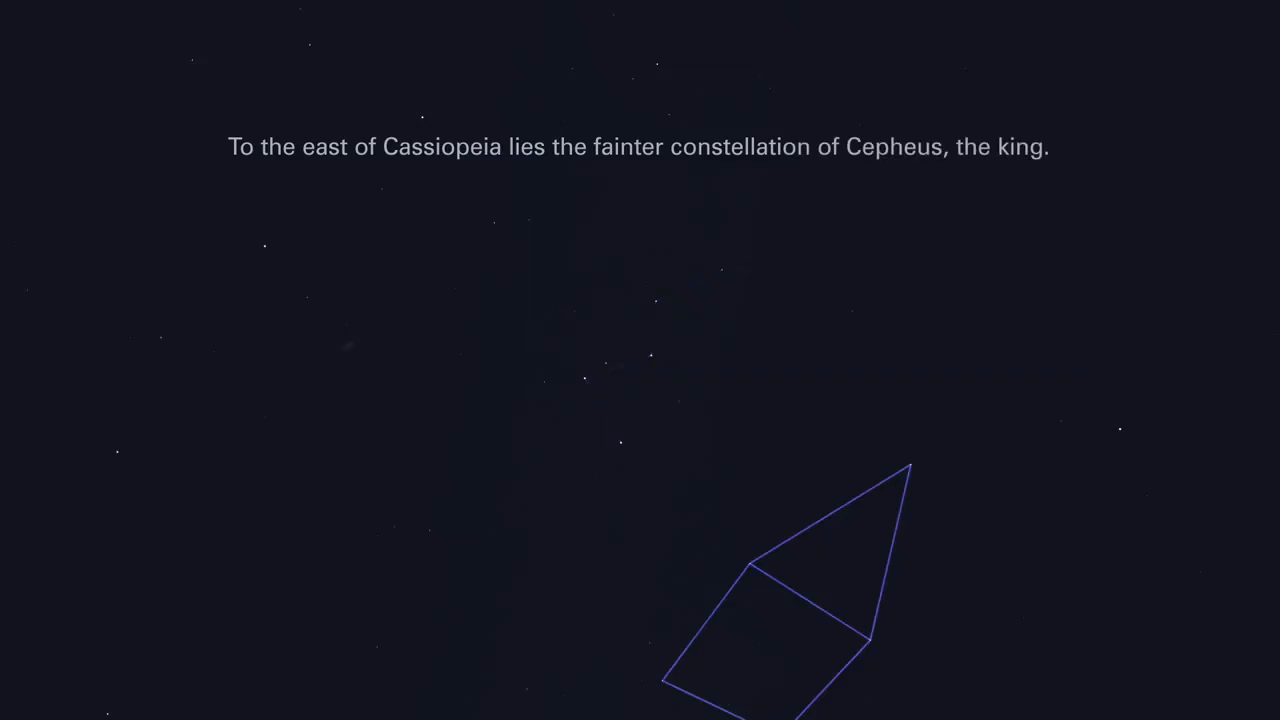 To the east of Cassiopeia lies the fainter constellation of Cepheus, the king.